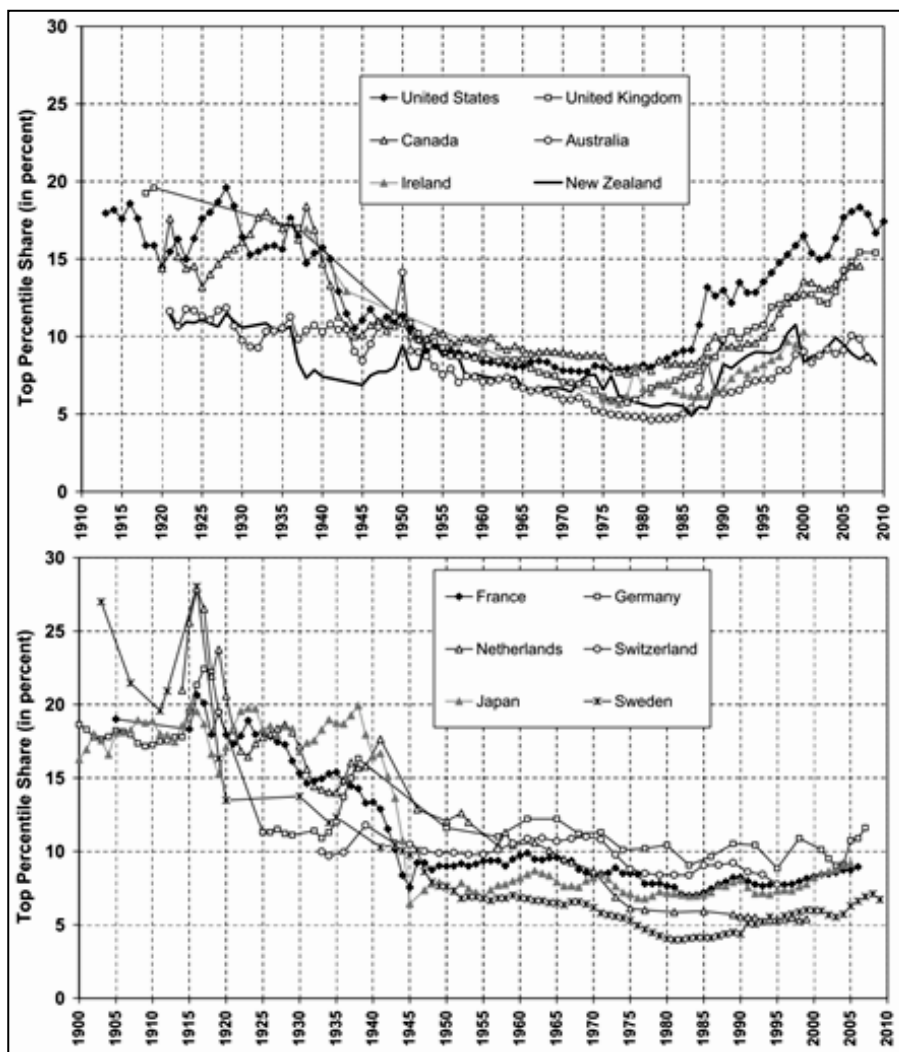 30
25
20
15
10
5
0
Top Percentile Share (in percent)
United States United Kingdom
Canada Australia
Ireland New Zealand
1910 1915 1920 1925 1930 1935 1940 1945 1950 1955 1960 1965 1970 1975 1980 1985 1990 1995 2000 2005 2010
30
25
20
15
10
5
0
Top Percentile Share (in percent)
France Germany
Netherlands Switzerland
Japan Sweden
1900 1905 1910 1915 1920 1925 1930 1935 1940 1945 1950 1955 1960 1965 1970 1975 1980 1985 1990 1995 2000 2005 2010